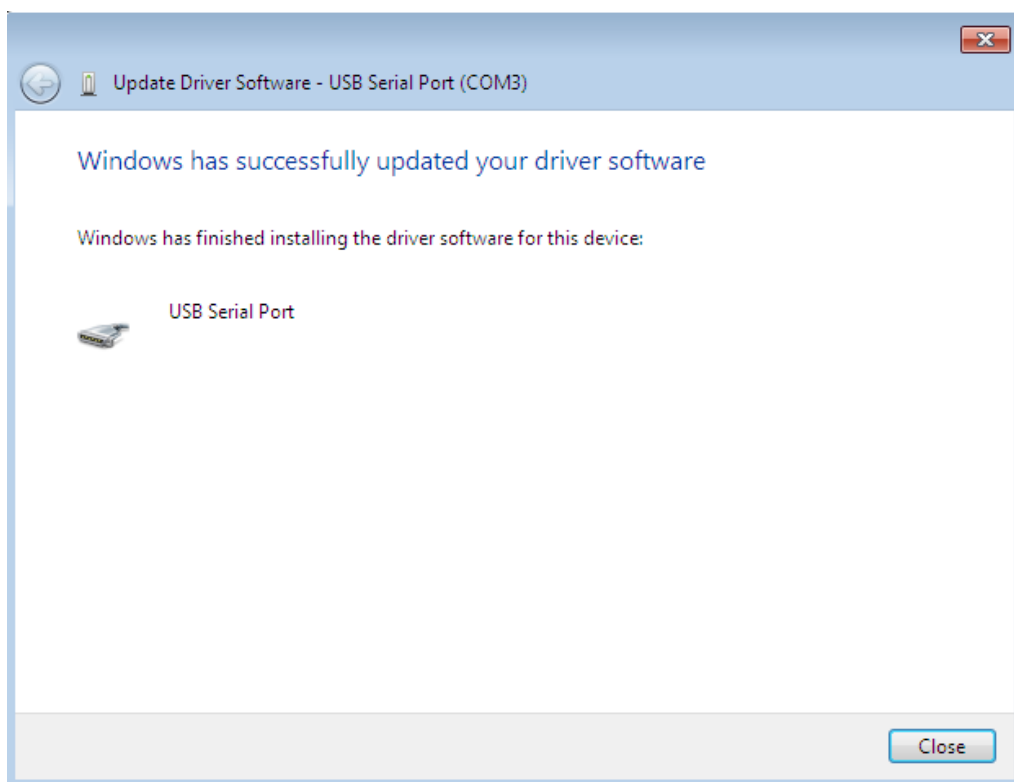 Update Driver Software - USB Serial Port (COM3)
Windows has successfully updated your driver software
Windows has finished installing the driver software for this device:
USB Serial Port
Close